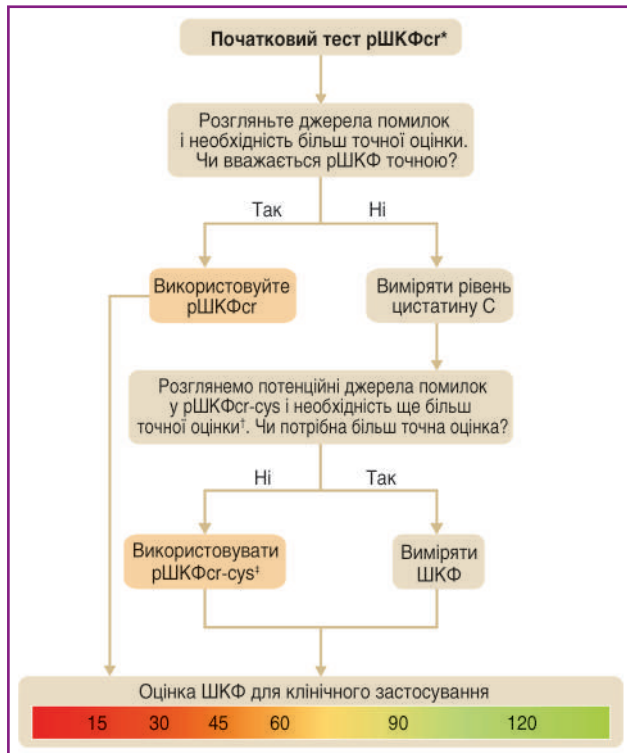 Початковий тест рШКФcr*
Розгляньте джерела помилок
і необхідність більш точної оцінки.
Чи вважається рШКФ точною?
Так
Ні
Використовуйте
рШКФcr
Виміряти рівень
цистатину С
Розглянемо потенційні джерела помилок
у рШКФcr-cys і необхідність ще більш
точної оцінки†. Чи потрібна більш точна оцінка?
Ні
Так
Використовувати
рШКФcr-cys‡
Виміряти
ШКФ
Оцінка ШКФ для клінічного застосування
15 30 45 60 90 120